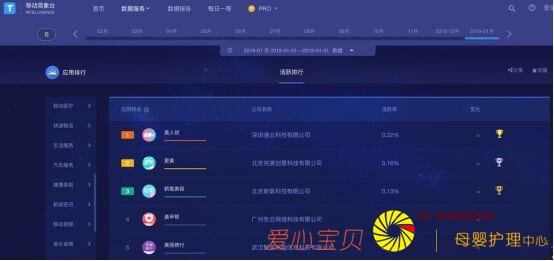 移动观象台
INTELLIGENCE
首页
数据服务
数据报告
每日一荐
PRO
月
02月
03月
04月
05月
06月
07月
08月
09月
10月
11月
2018-12月
2019-01月
2019-01 月 2019-01-01—2019-01-31 数据
应用排行
活跃排行
分享
收藏
移动医疗
快递物流
生活服务
汽车服务
健康美容
新闻资讯
移动视频
音乐音频
应用排名
公司名称
活跃率
变化
1
美人妆
深圳港云科技有限公司
0.22%
2
更美
北京完美创意科技有限公司
0.16%
3
新氧美容
北京新氧科技有限公司
0.13%
4
美甲帮
广州牧云网络科技有限公司
5
美丽修行
爱心宝贝
母婴护理中心